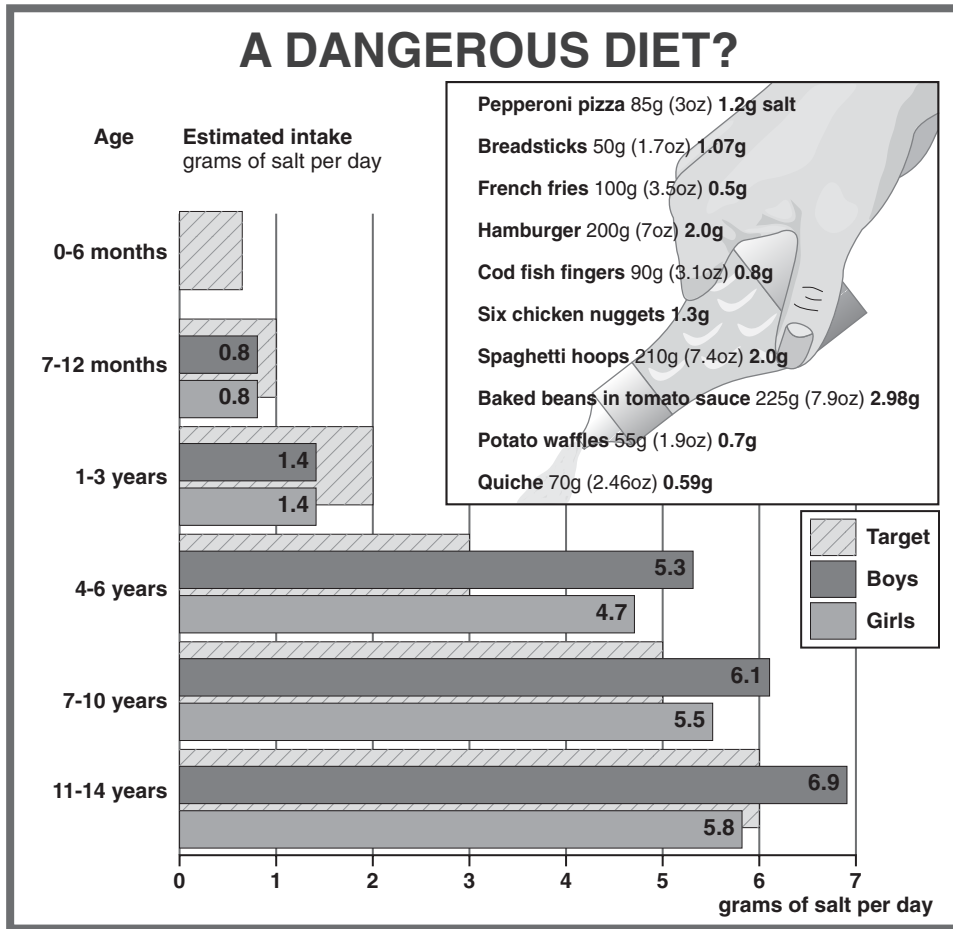 A DANGEROUS DIET?
Age
Estimated intake
grams of salt per day
Pepperoni pizza 85g (3oz) 1.2g salt
Breadsticks 50g (1.7oz) 1.07g
French fries 100g (3.5oz) 0.5g
Hamburger 200g (7oz) 2.0g
Cod fish fingers 90g (3.1oz) 0.8g
Six chicken nuggets 1.3g
Spaghetti hoops 210g (7.4oz) 2.0g
Baked beans in tomato sauce 225g (7.9oz) 2.98g
Potato waffles 55g (1.9oz) 0.7g
Quiche 70g (2.46oz) 0.59g
0-6 months
7-12 months
0.8
0.8
1-3 years
1.4
1.4
4-6 years
5.3
4.7
7-10 years
6.1
5.5
11-14 years
6.9
5.8
Target
Boys
Girls
0 1 2 3 4 5 6 7
grams of salt per day